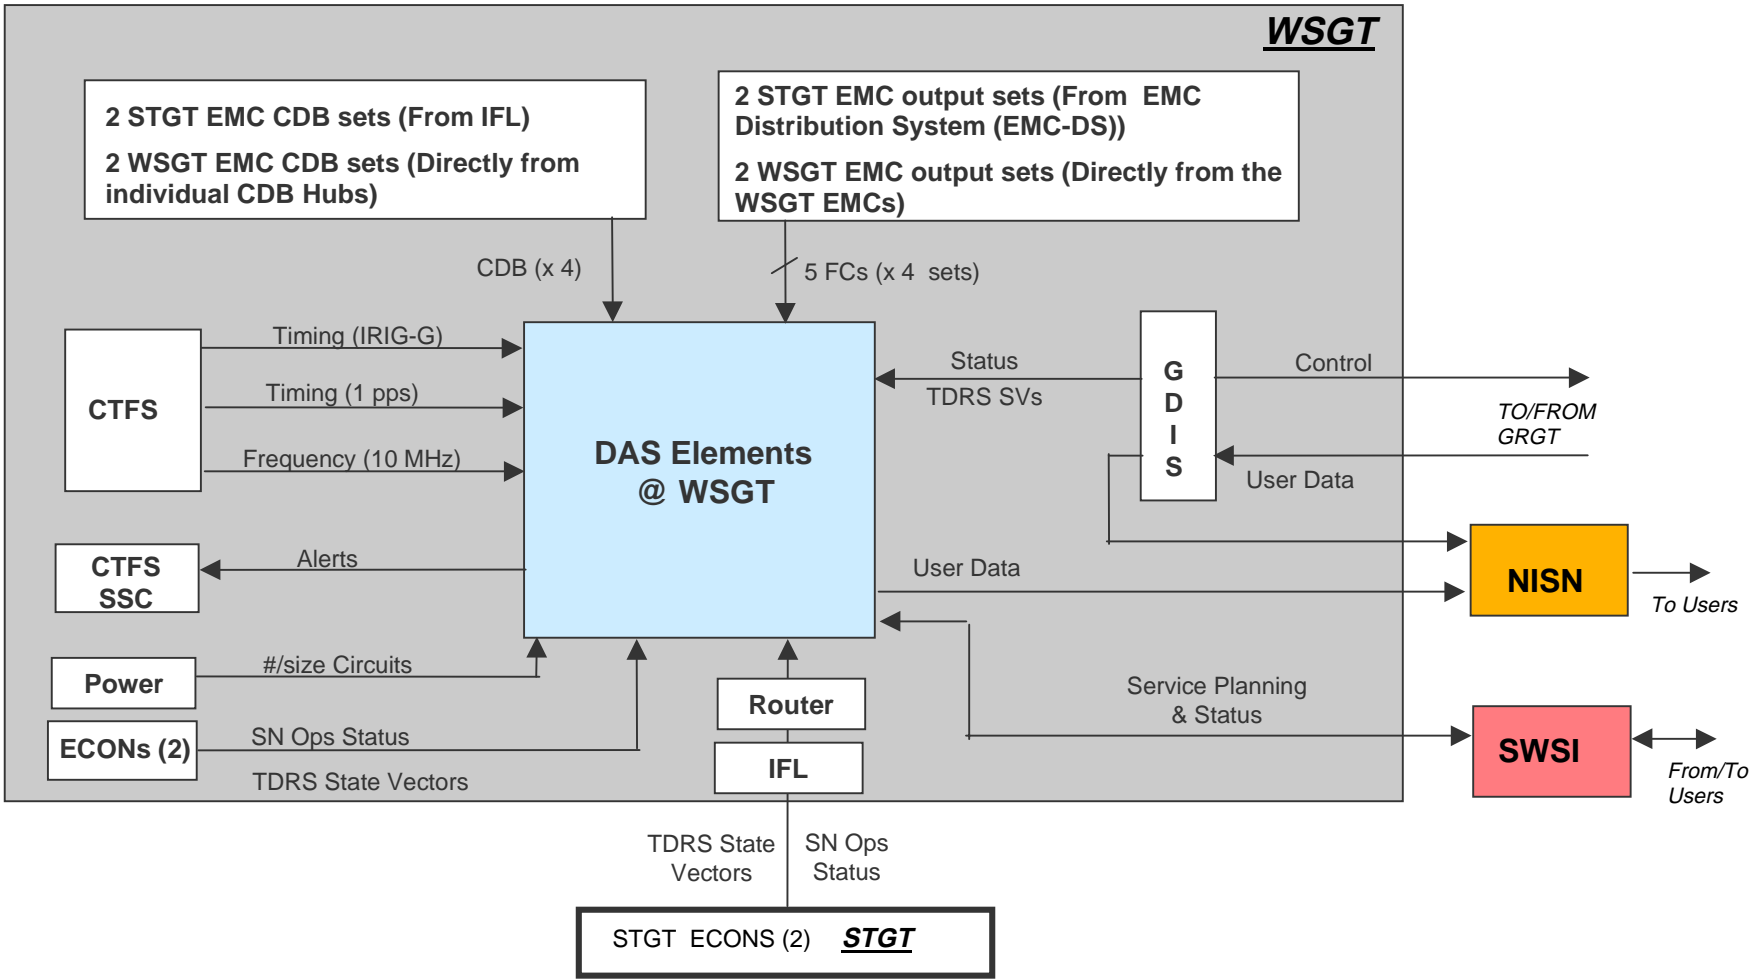 WSGT
2 STGT EMC CDB sets (From IFL)
2 WSGT EMC CDB sets (Directly from
individual CDB Hubs)
2 STGT EMC output sets (From EMC
Distribution System (EMC-DS))
2 WSGT EMC output sets (Directly from the
WSGT EMCs)
CDB (x 4)
5 FCs (x 4 sets)
CTFS
Timing (IRIG-G)
Timing (1 pps)
Frequency (10 MHz)
DAS Elements
@ WSGT
Status
TDRS SVs
G
D
I
S
Control
TO/FROM
GRGT
User Data
CTFS
SSC
Alerts
User Data
NISN
To Users
Power
#/size Circuits
ECONs (2)
SN Ops Status
TDRS State Vectors
Router
IFL
Service Planning
& Status
SWSI
From/To
Users
TDRS State
Vectors
SN Ops
Status
STGT ECONS (2) STGT